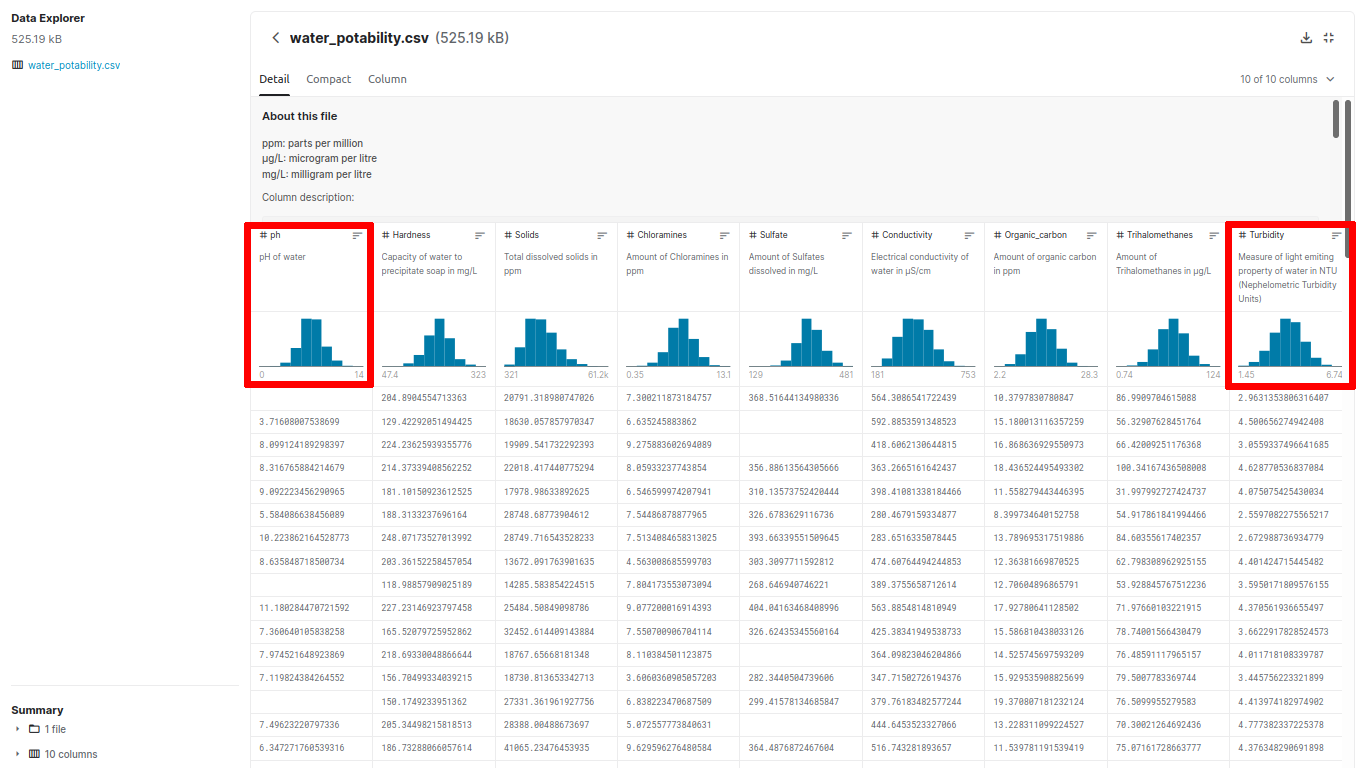 Data Explorer
525.19 kB
water_potability.csv
Summary
1 file
10 columns
water_potability.csv (525.19 kB)
Detail Compact Column 10 of 10 columns
About this file
ppm: parts per million
μg/L: microgram per litre
mg/L: milligram per litre
Column description:
# ph # Hardness # Solids # Chloramines # Sulfate # Conductivity # Organic_carbon # Trihalomethanes # Turbidity
pH of water Capacity of water to Total dissolved solids in Amount of Chloramines in Amount of Sulfates Electrical conductivity of Amount of organic carbon Amount of Measure of light emiting
precipitate soap in mg/L ppm ppm dissolved in mg/L water in μS/cm in ppm Trihalomethanes in μg/L property of water in NTU
(Nephelometric Turbidity
Units)
0 14 47.4 323 321 61.2k 0.35 13.1 129 481 181 753 2.2 28.3 0.74 124 1.45 6.74
204.8904554713363 20791.318980747026 7.300211873184757 368.51644134980336 564.3086541722439 10.3797830780847 86.9909704615088 2.9631353806316407
3.71608007538699 129.42292051494425 18630.057857970347 6.635245883862 592.8853591348523 15.180013116357259 56.32907628451764 4.500656274942408
8.099124189298397 224.23625939355776 19909.541732292393 9.275883602694089 418.6062130644815 16.868636929550973 66.42009251176368 3.0559337496641685
8.316765884214679 214.37339408562252 22018.417440775294 8.05933237743854 356.88613564305666 363.2665161642437 18.436524495493302 100.34167436508008 4.628770536837084
9.092223456290965 181.10150923612525 17978.98633892625 6.546599974207941 310.13573752420444 398.41081338184466 11.558279443446395 31.997992727424737 4.075075425430034
5.584086638456089 188.3133237696164 28748.68773904612 7.54486878877965 326.6783629116736 280.4679159334877 8.399734640152758 54.917861841994466 2.5597082275565217
10.223862164528773 248.07173527013992 28749.716543528233 7.5134084658313025 393.66339551509645 283.6516335078445 13.789695317519886 84.60355617402357 2.672988736934779
8.635848718500734 203.36152258457054 13672.091763901635 4.563008685599703 303.3097711592812 474.60764494244853 12.36381669870525 62.798308962925155 4.401424715445482
118.98857909025189 14285.583854224515 7.804173553073094 268.646940746221 389.3755658712614 12.70604896865791 53.928845767512236 3.5950171809576155
11.180284470721592 227.23146923797458 25484.50849098786 9.077200016914393 404.04163468408996 563.8854814810949 17.92780641128502 71.97660103221915 4.370561936655497
7.360640105838258 165.52079725952862 32452.614409143884 7.550700906704114 326.62435345560164 425.38341949538733 15.586810438033126 78.74001566430479 3.6622917828524573
7.974521648923869 218.69330048866644 18767.65668181348 8.110384501123875 364.09823046204866 14.525745697593209 76.48591117965157 4.011718108339787
7.119824384264552 156.70499334039215 18730.813653342713 3.6060360905057203 282.3440504739606 347.71502726194376 15.929535908825699 79.5007783369744 3.445756223321899
150.1749233951362 27331.361961927756 6.838223470687509 299.41578134685847 379.76183482577244 19.370807181232124 76.5099955279583 4.413974182974902
7.49623220797336 205.34498215818513 28388.00488673697 5.072557773840631 444.6453523327066 13.228311099224527 70.30021264692436 4.777382337225378
6.347271760539316 186.73288066057614 41065.23476453935 9.629596276480584 364.4876872467604 516.743281893657 11.539781191539419 75.07161728663777 4.376348290691898